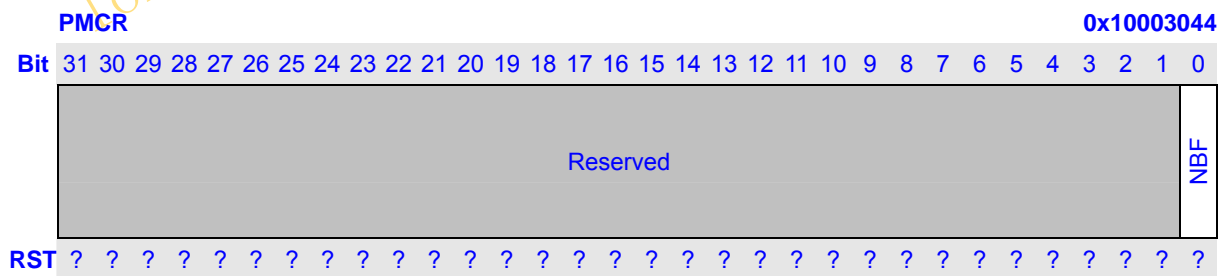 PMCR 0x10003044
Bit 31 30 29 28 27 26 25 24 23 22 21 20 19 18 17 16 15 14 13 12 11 10 9 8 7 6 5 4 3 2 1 0
Reserved NBF
RST ? ? ? ? ? ? ? ? ? ? ? ? ? ? ? ? ? ? ? ? ? ? ? ? ? ? ? ? ? ? ? ?